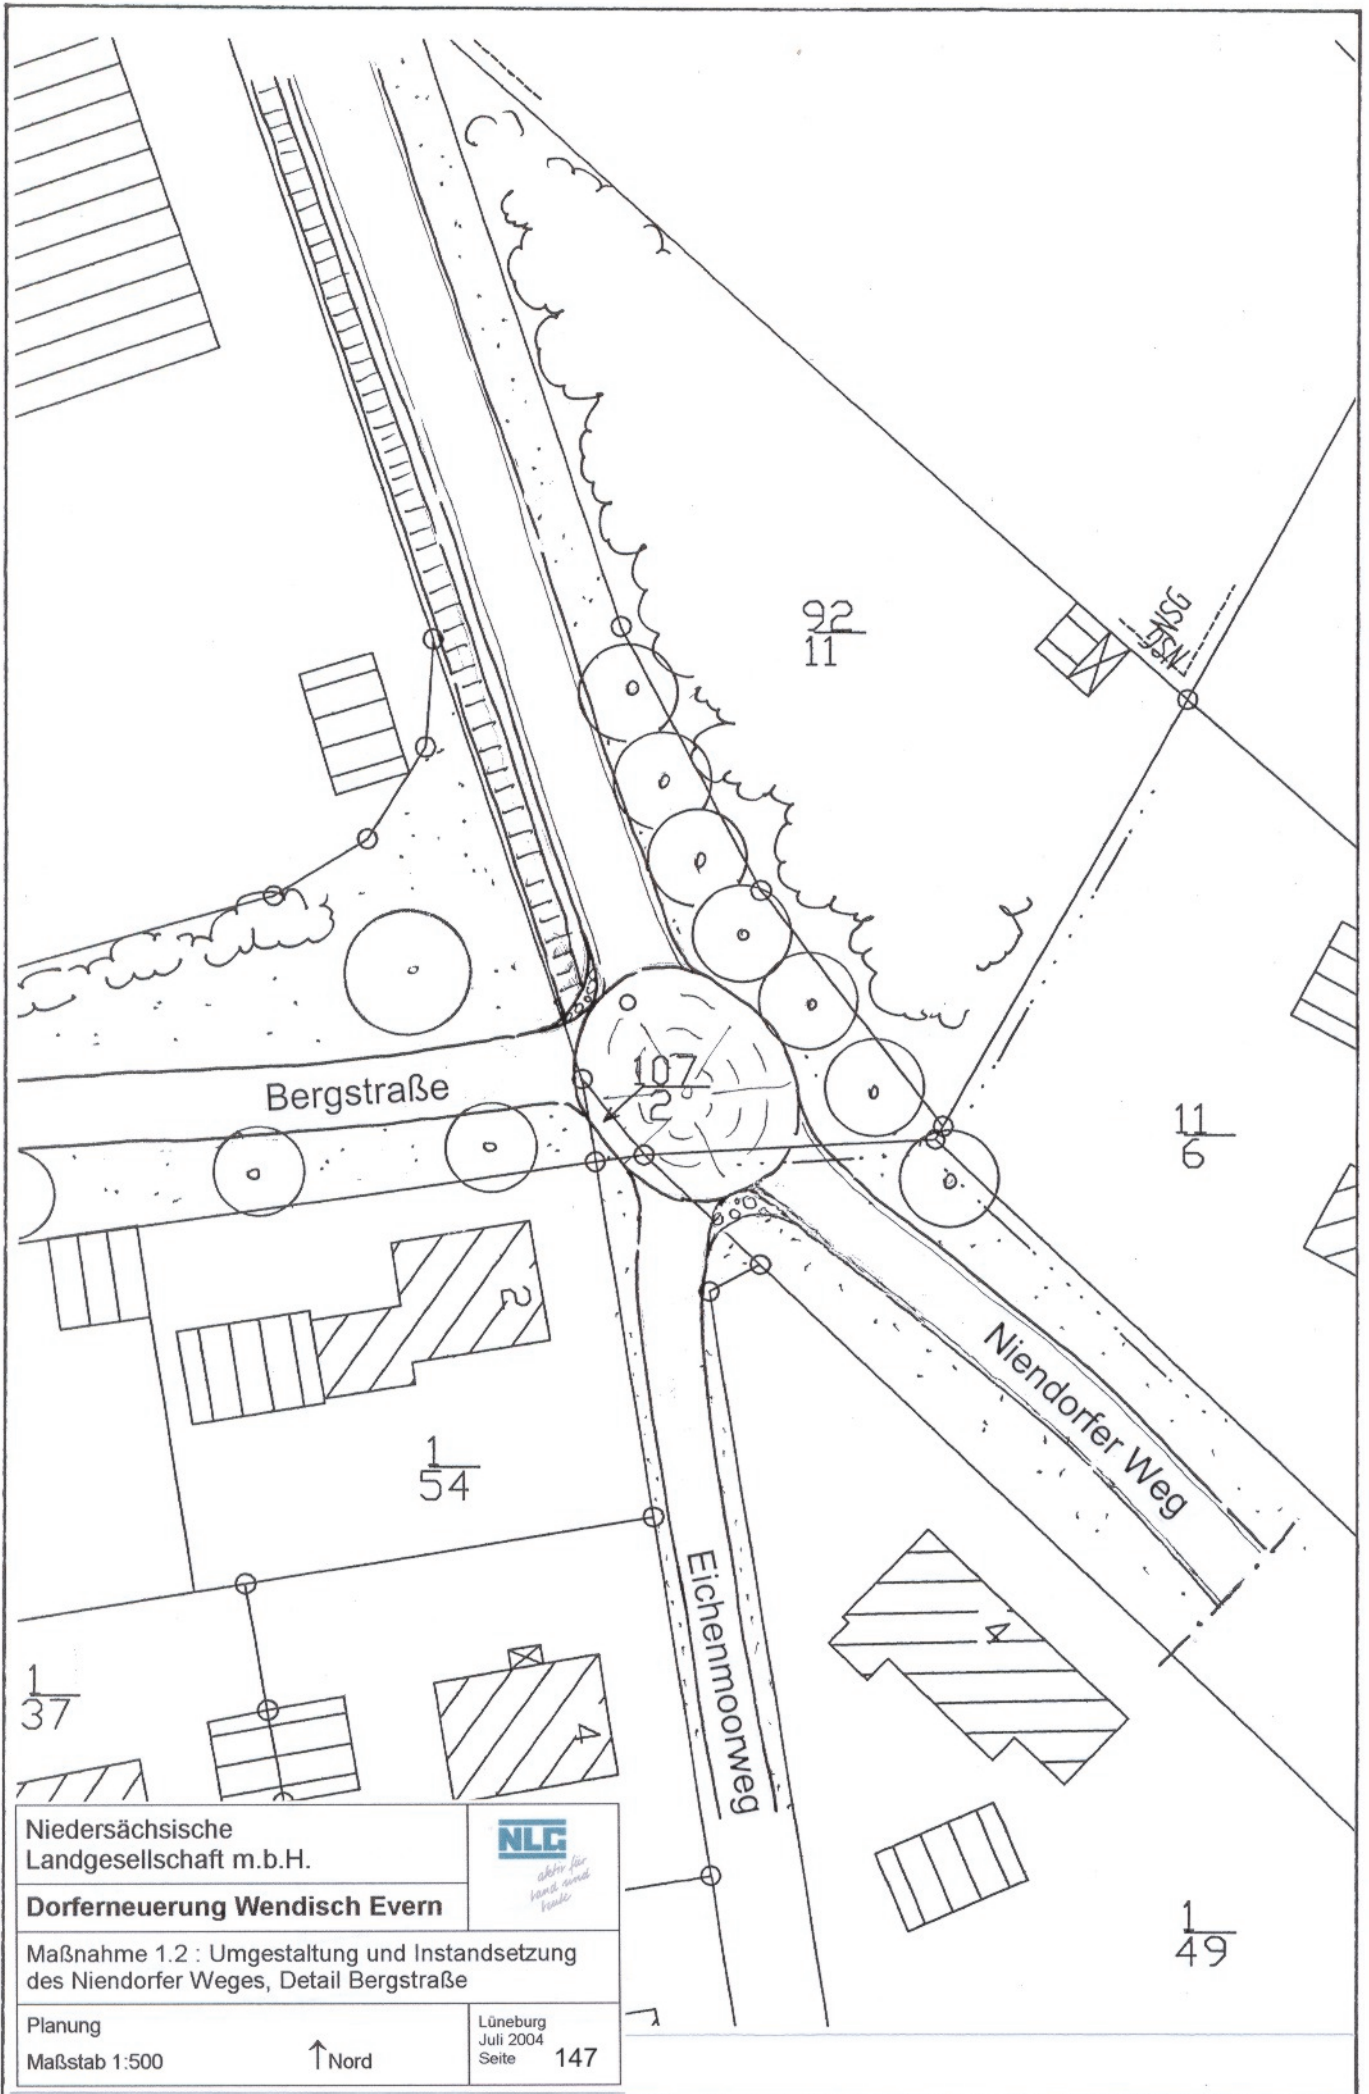 92
11
NSG
NSG
107
2
Bergstraße
11
6
2
1
54
Niendorfer Weg
Eichenmoorweg
4
4
1
37
1
49
Niedersächsische
Landgesellschaft m.b.H.
NLG
aktiv für
Land und
Leute
Dorferneuerung Wendisch Evern
Maßnahme 1.2 : Umgestaltung und Instandsetzung
des Niendorfer Weges, Detail Bergstraße
Planung
Maßstab 1:500
↑Nord
Lüneburg
Juli 2004
Seite 147